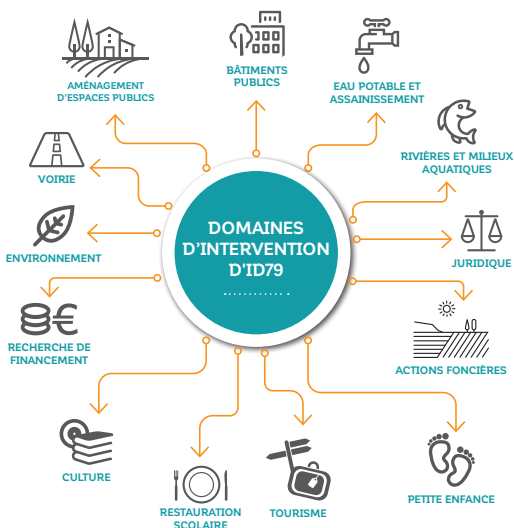 BÂTIMENTS
PUBLICS
AMÉNAGEMENT
D'ESPACES PUBLICS
EAU POTABLE ET
ASSAINISSEMENT
RIVIÈRES ET MILIEUX
AQUATIQUES
VOIRIE
DOMAINES
D'INTERVENTION
D'ID79
ENVIRONNEMENT
JURIDIQUE
RECHERCHE DE
FINANCEMENT
ACTIONS FONCIÈRES
CULTURE
RESTAURATION
SCOLAIRE
TOURISME
PETITE ENFANCE